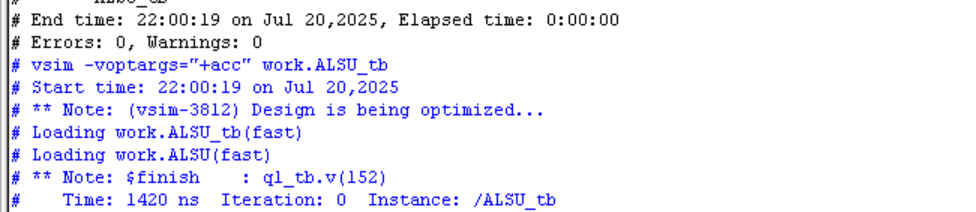 # End time: 22:00:19 on Jul 20,2025, Elapsed time: 0:00:00
# Errors: 0, Warnings: 0
# vsim -voptargs="+acc" work.ALSU_tb
# Start time: 22:00:19 on Jul 20,2025
# ** Note: (vsim-3812) Design is being optimized...
# Loading work.ALSU_tb(fast)
# Loading work.ALSU(fast)
# ** Note: $finish    : q1_tb.v(152)
#    Time: 1420 ns  Iteration: 0  Instance: /ALSU_tb